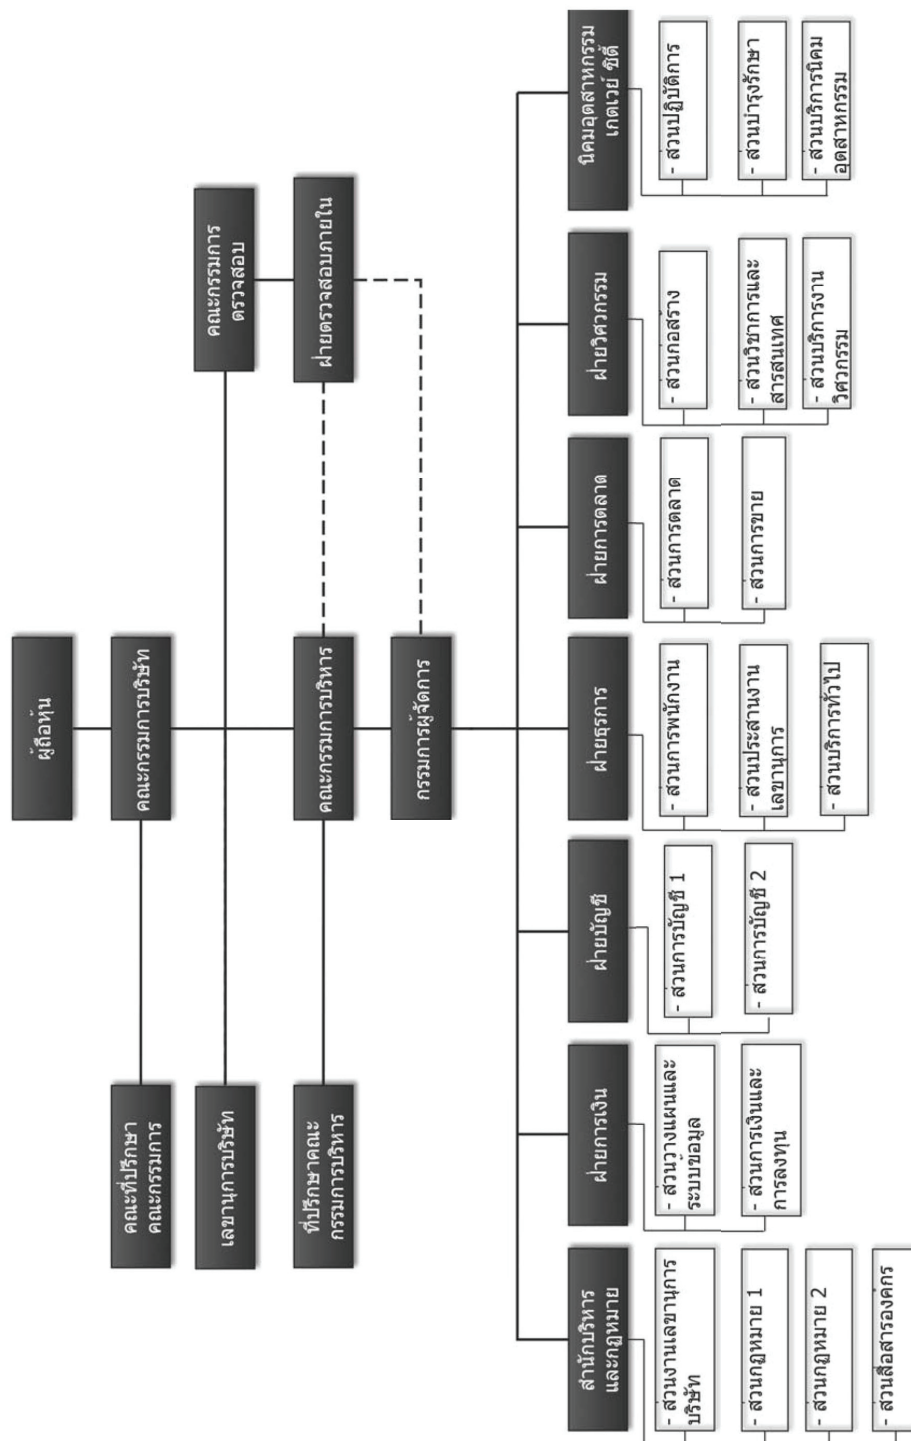 ผู้ถือหุ้น
คณะกรรมการบริษัท
คณะที่ปรึกษา
คณะกรรมการ
เลขานุการบริษัท
คณะกรรมการ
ตรวจสอบ
ที่ปรึกษาคณะ
กรรมการบริหาร
คณะกรรมการบริหาร
ฝ่ายตรวจสอบภายใน
กรรมการผู้จัดการ
สำนักบริหาร
และกฎหมาย
- ส่วนงานเลขานุการ
บริษัท
- ส่วนกฎหมาย 1
- ส่วนกฎหมาย 2
- ส่วนสื่อสารองค์กร
ฝ่ายการเงิน
- ส่วนวางแผนและ
ระบบข้อมูล
- ส่วนการเงินและ
การลงทุน
ฝ่ายบัญชี
- ส่วนการบัญชี 1
- ส่วนการบัญชี 2
ฝ่ายธุรการ
- ส่วนการพนักงาน
- ส่วนประสานงาน
เลขานุการ
- ส่วนบริการทั่วไป
ฝ่ายการตลาด
- ส่วนการตลาด
- ส่วนการขาย
ฝ่ายวิศวกรรม
- ส่วนก่อสร้าง
- ส่วนวิชาการและ
สารสนเทศ
- ส่วนบริการงาน
วิศวกรรม
นิคมอุตสาหกรรม
เกตเวย์ ซิตี้
- ส่วนปฏิบัติการ
- ส่วนบำรุงรักษา
- ส่วนบริการนิคม
อุตสาหกรรม